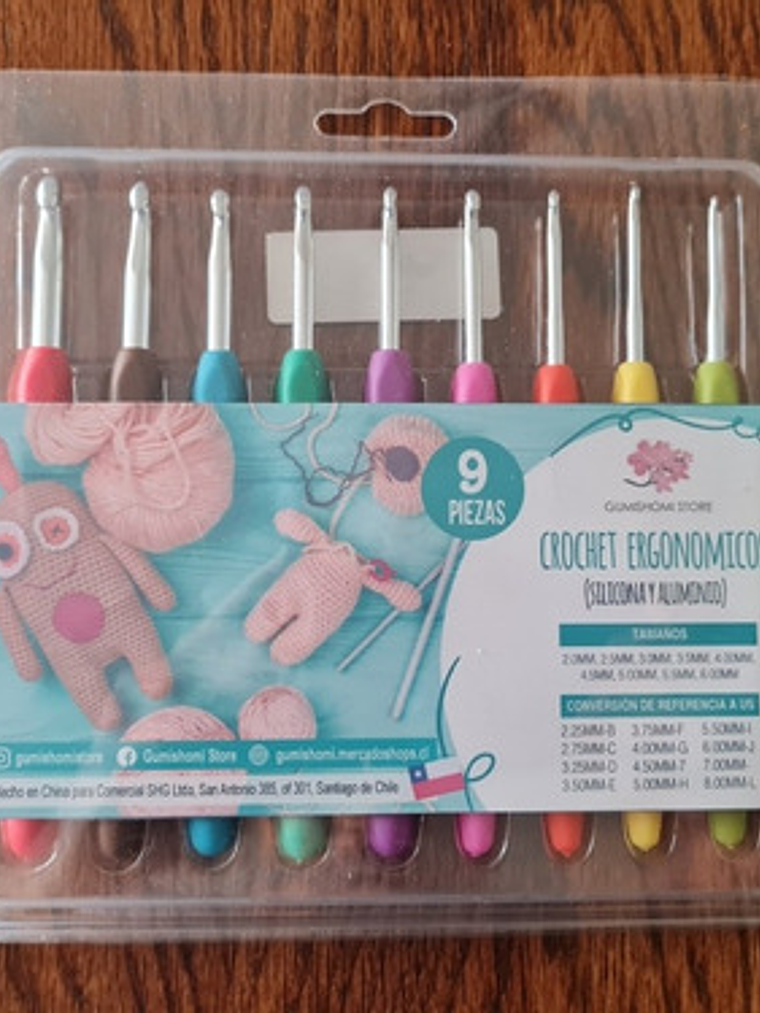 9
PIEZAS
GUMISHOMI STORE
CROCHET ERGONOMICO
(SILICONA Y ALUMINIO)
TAMAÑOS
2.0MM, 2.5MM, 3.0MM, 3.5MM, 4.00MM,
4.5MM, 5.00MM, 5.5MM, 6.00MM
CONVERSIÓN DE REFERENCIA A US
2.25MM-B 3.75MM-F 5.50MM-I
2.75MM-C 4.00MM-G 6.00MM-J
3.25MM-D 4.50MM-7 7.00MM-
3.50MM-E 5.00MM-H 8.00MM-L
gumishomistore Gumishomi Store gumishomi.mercadoshops.cl
echo en China para Comercial SHG Ltda, San Antonio 385, of 301, Santiago de Chile